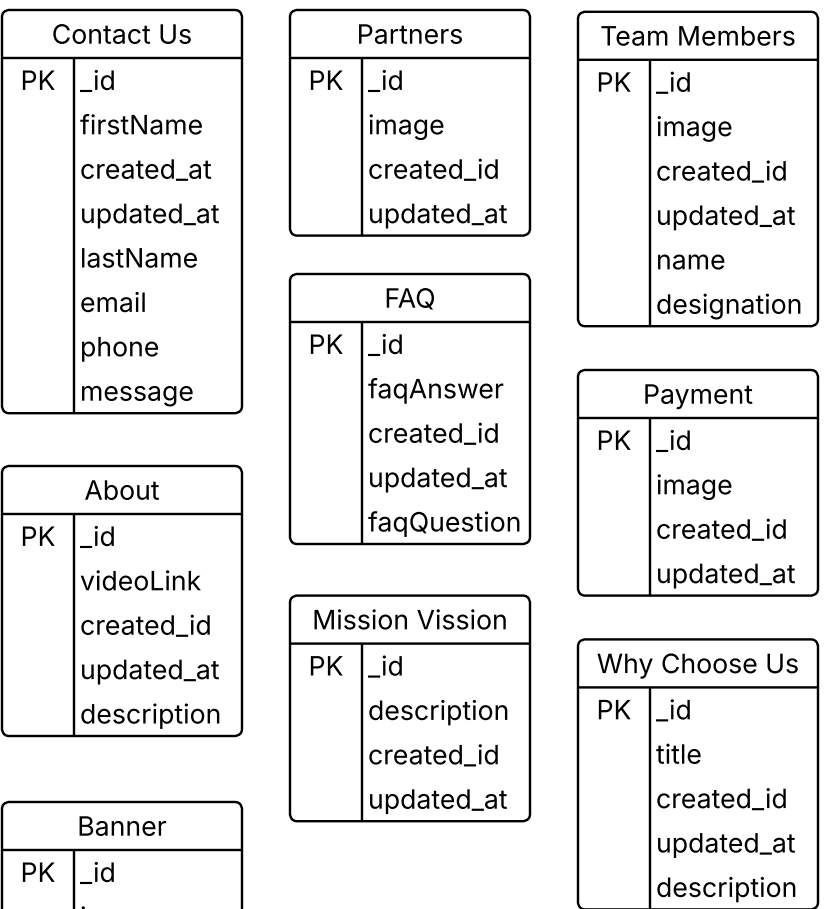 Contact Us
PK _id
firstName
created_at
updated_at
lastName
email
phone
message
Partners
PK _id
image
created_id
updated_at
Team Members
PK _id
image
created_id
updated_at
name
designation
FAQ
PK _id
faqAnswer
created_id
updated_at
faqQuestion
Payment
PK _id
image
created_id
updated_at
About
PK _id
videoLink
created_id
updated_at
description
Mission Vission
PK _id
description
created_id
updated_at
Why Choose Us
PK _id
title
created_id
updated_at
description
Banner
PK _id